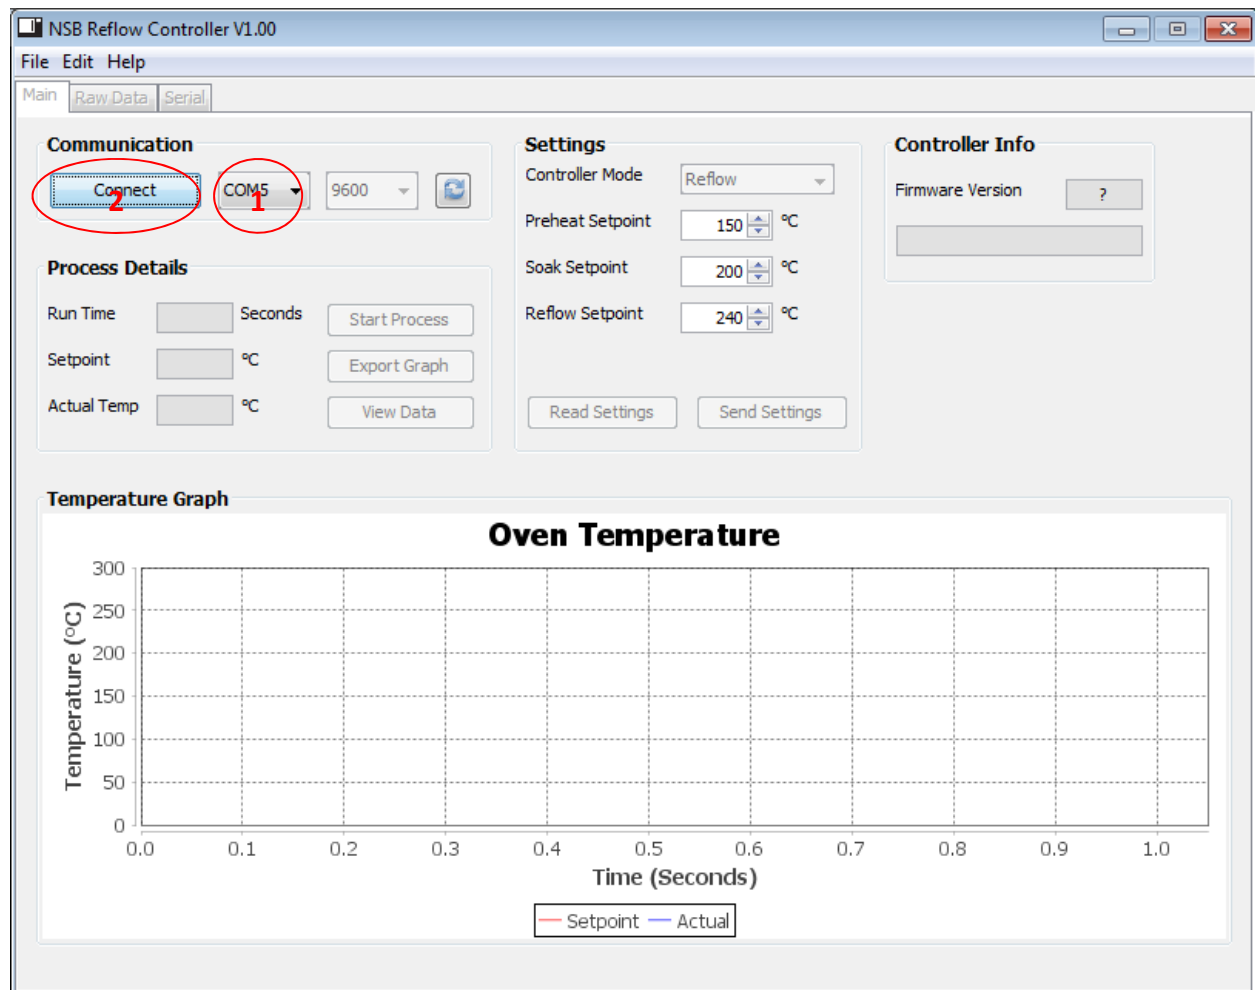 NSB Reflow Controller V1.00
File Edit Help
Main Raw Data Serial
Communication
Connect 2 COM5 1 9600
Process Details
Run Time Seconds Start Process
Setpoint °C Export Graph
Actual Temp °C View Data
Settings
Controller Mode Reflow
Preheat Setpoint 150 °C
Soak Setpoint 200 °C
Reflow Setpoint 240 °C
Read Settings Send Settings
Controller Info
Firmware Version ?
Temperature Graph
Oven Temperature
Temperature (°C)
300
250
200
150
100
50
0
0.0 0.1 0.2 0.3 0.4 0.5 0.6 0.7 0.8 0.9 1.0
Time (Seconds)
Setpoint Actual